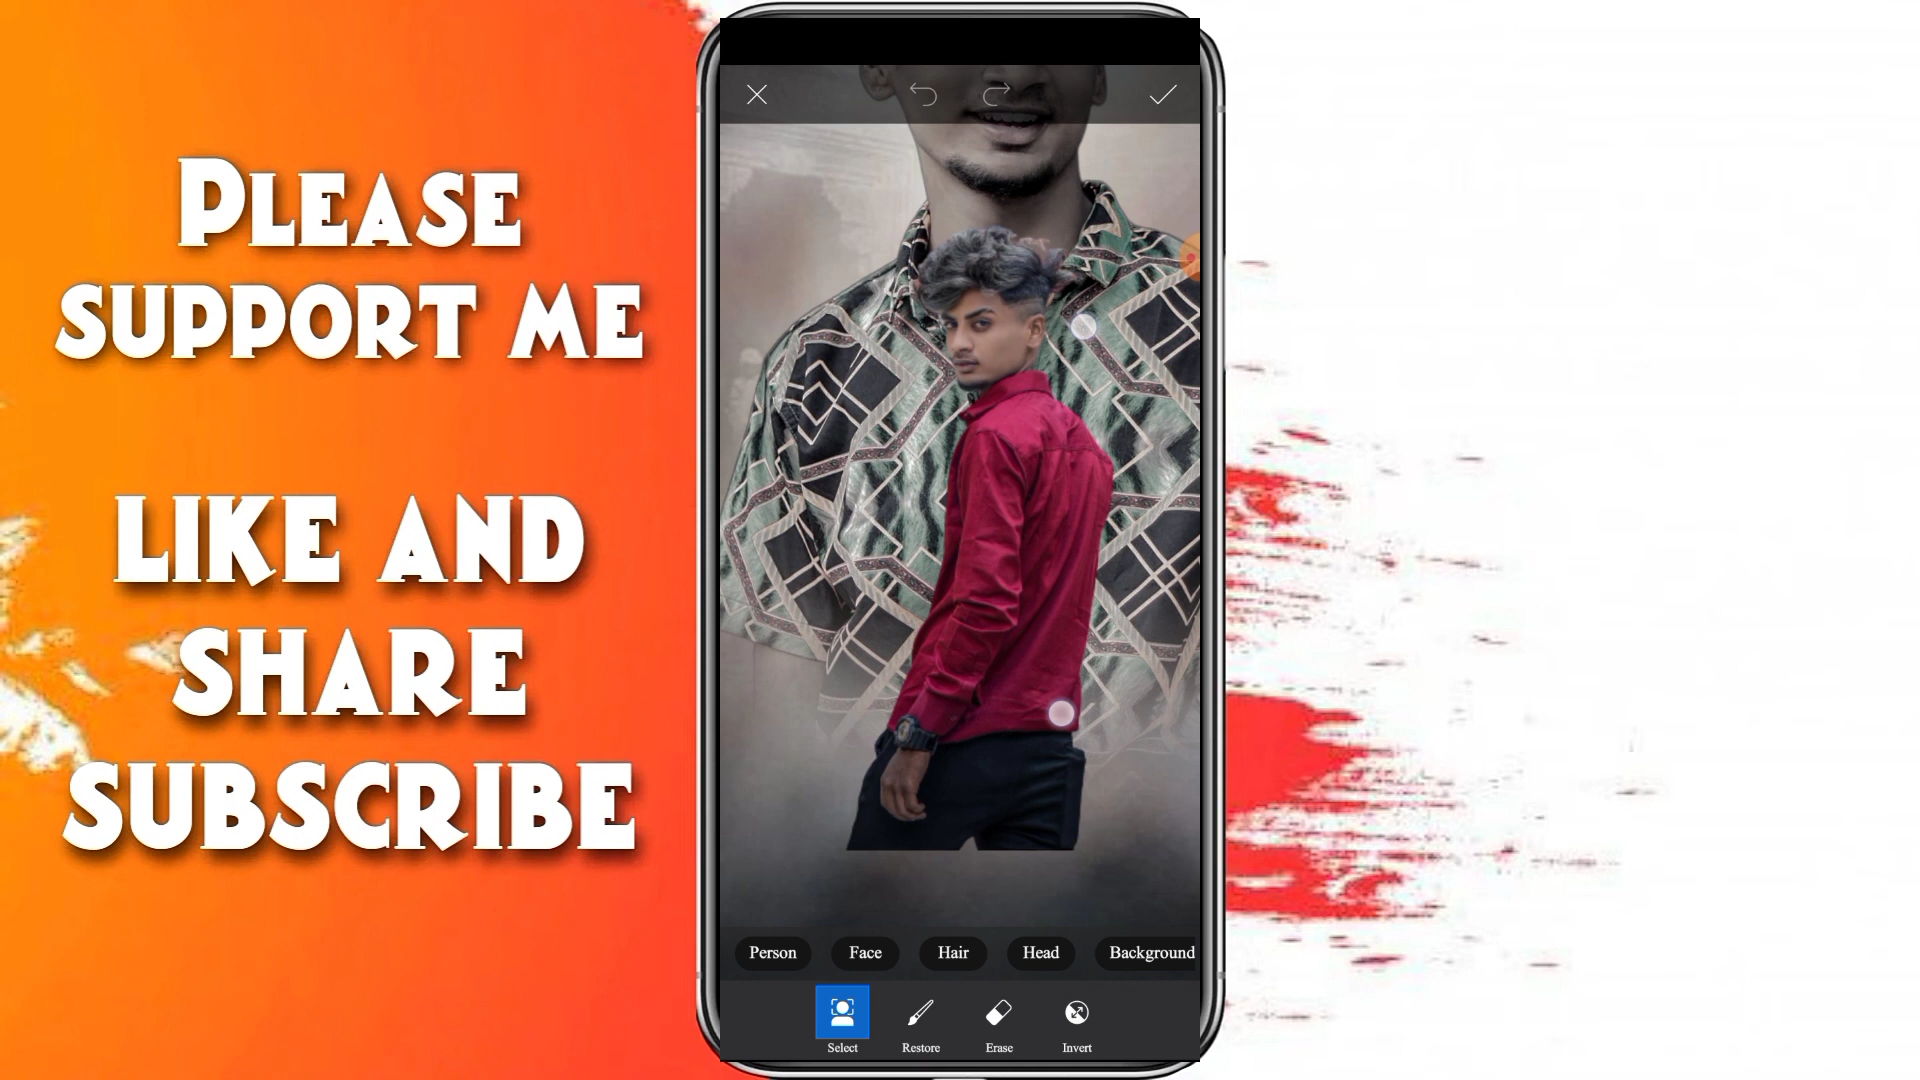 PLEASE
SUPPORT ME
LIKE AND
SHARE
SUBSCRIBE
Person
Face
Hair
Head
Background
Select
Restore
Erase
Invert